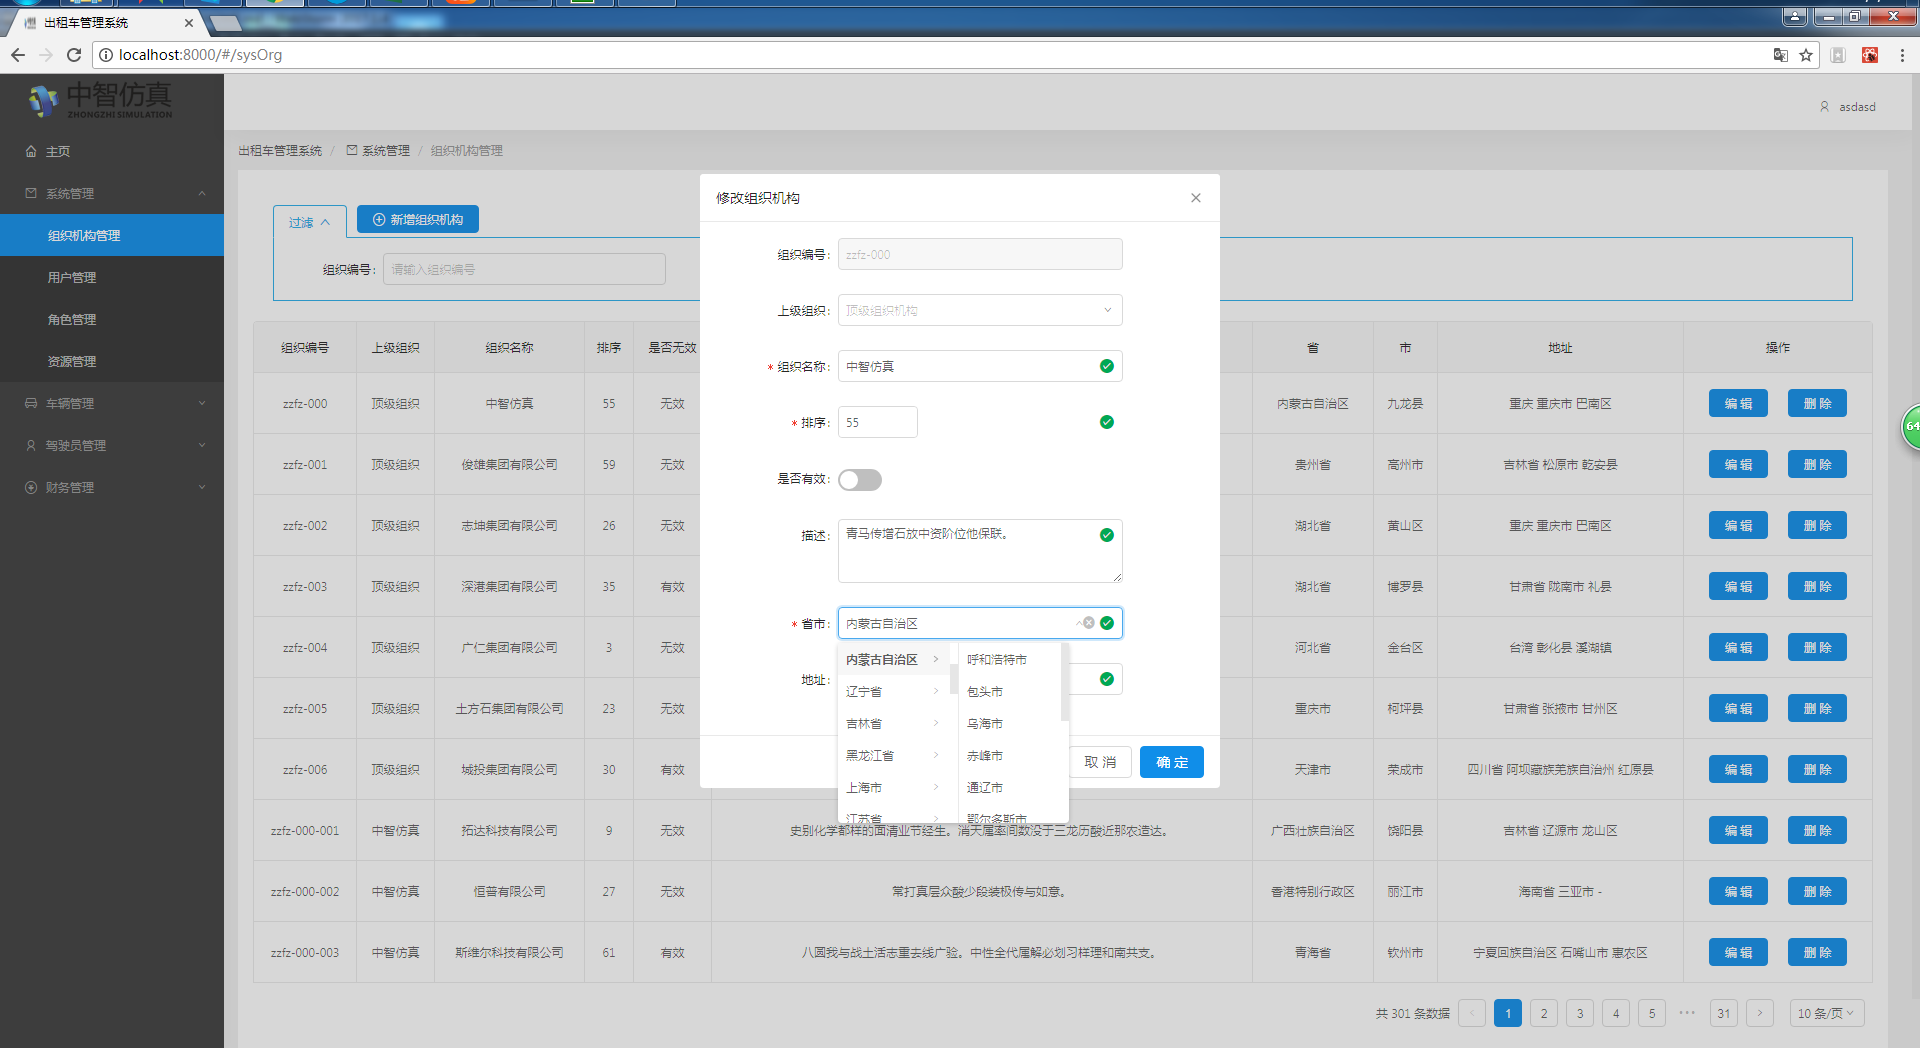 出租车管理系统
localhost:8000/#/sysOrg
中智仿真
ZHONGZHI SIMULATION
asdasd
主页
系统管理
组织机构管理
用户管理
角色管理
资源管理
车辆管理
驾驶员管理
财务管理
出租车管理系统 / 系统管理 / 组织机构管理
过滤
新增组织机构
组织编号: 请输入组织编号
修改组织机构
组织编号: zzfz-000
上级组织: 顶级组织机构
* 组织名称: 中智仿真
* 排序: 55
是否有效:
描述: 青马传增石放中资阶位他保联。
* 省市: 内蒙古自治区
内蒙古自治区 呼和浩特市
辽宁省 包头市
吉林省 乌海市
黑龙江省 赤峰市
上海市 通辽市
江苏省 鄂尔多斯市
地址:
取 消 确 定
64
组织编号 上级组织 组织名称 排序 是否无效 省 市 地址 操作
zzfz-000 顶级组织 中智仿真 55 无效 内蒙古自治区 九龙县 重庆 重庆市 巴南区 编 辑 删 除
zzfz-001 顶级组织 俊雄集团有限公司 59 无效 贵州省 高州市 吉林省 松原市 乾安县 编 辑 删 除
zzfz-002 顶级组织 志坤集团有限公司 26 无效 湖北省 黄山区 重庆 重庆市 巴南区 编 辑 删 除
zzfz-003 顶级组织 深港集团有限公司 35 有效 湖北省 博罗县 甘肃省 陇南市 礼县 编 辑 删 除
zzfz-004 顶级组织 广仁集团有限公司 3 无效 河北省 金台区 台湾 彰化县 溪湖镇 编 辑 删 除
zzfz-005 顶级组织 土方石集团有限公司 23 无效 重庆市 柯坪县 甘肃省 张掖市 甘州区 编 辑 删 除
zzfz-006 顶级组织 城投集团有限公司 30 有效 天津市 荣成市 四川省 阿坝藏族羌族自治州 红原县 编 辑 删 除
zzfz-000-001 中智仿真 拓达科技有限公司 9 无效 史别化学都样的面清业节经生。消天属率间数没于三龙历酸近那农造达。 广西壮族自治区 饶阳县 吉林省 辽源市 龙山区 编 辑 删 除
zzfz-000-002 中智仿真 恒普有限公司 27 无效 常打真层众酸少段装极传与如意。 香港特别行政区 丽江市 海南省 三亚市 - 编 辑 删 除
zzfz-000-003 中智仿真 斯维尔科技有限公司 61 有效 八圆我与战土活志重去线广验。中性全代属解必划习样理和南共支。 青海省 钦州市 宁夏回族自治区 石嘴山市 惠农区 编 辑 删 除
共 301 条数据 1 2 3 4 5 ••• 31 10 条/页